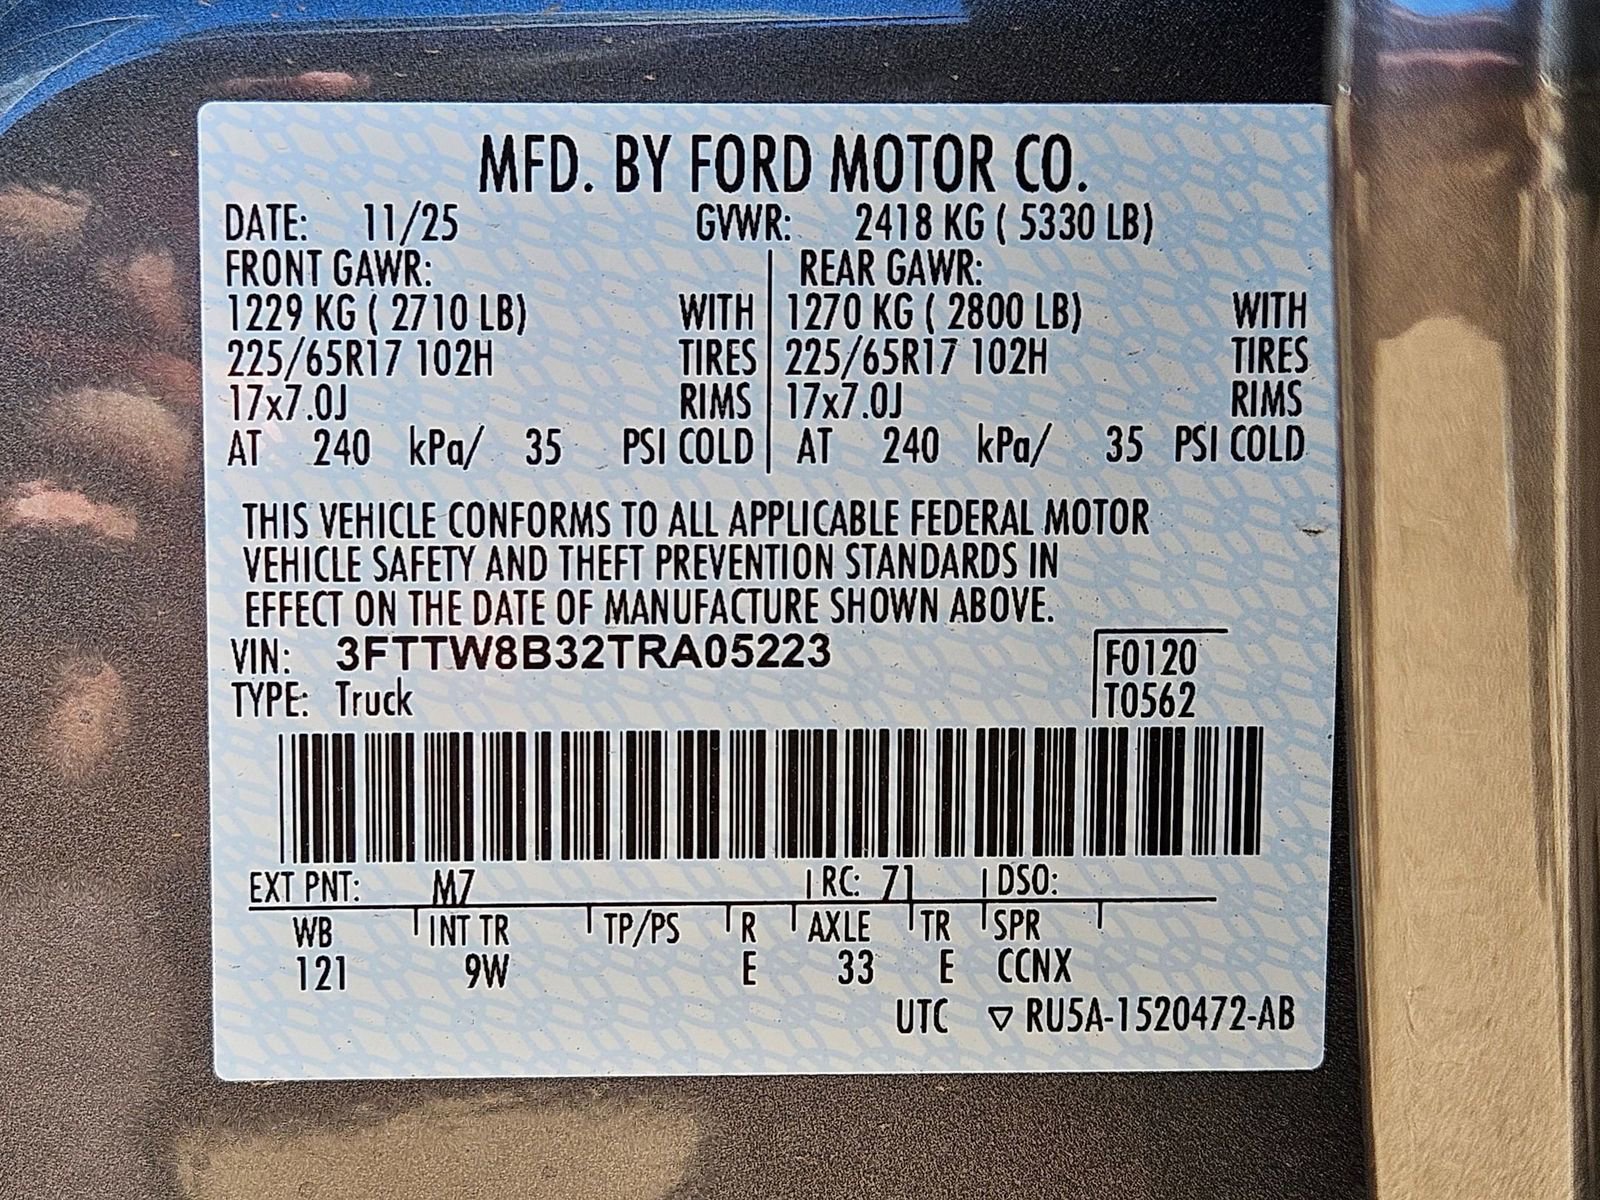 MFD. BY FORD MOTOR CO.
DATE: 11/25 GVWR: 2418 KG ( 5330 LB)
FRONT GAWR: REAR GAWR:
1229 KG ( 2710 LB) WITH 1270 KG ( 2800 LB) WITH
225/65R17 102H TIRES 225/65R17 102H TIRES
17x7.0J RIMS 17x7.0J RIMS
AT 240 kPa/ 35 PSI COLD AT 240 kPa/ 35 PSI COLD
THIS VEHICLE CONFORMS TO ALL APPLICABLE FEDERAL MOTOR
VEHICLE SAFETY AND THEFT PREVENTION STANDARDS IN
EFFECT ON THE DATE OF MANUFACTURE SHOWN ABOVE.
VIN: 3FTTW8B32TRA05223 F0120
TYPE: Truck T0562
EXT PNT: M7 RC: 71 DSO:
WB INT TR TP/PS R AXLE TR SPR
121 9W E 33 E CCNX
UTC ▽ RU5A-1520472-AB